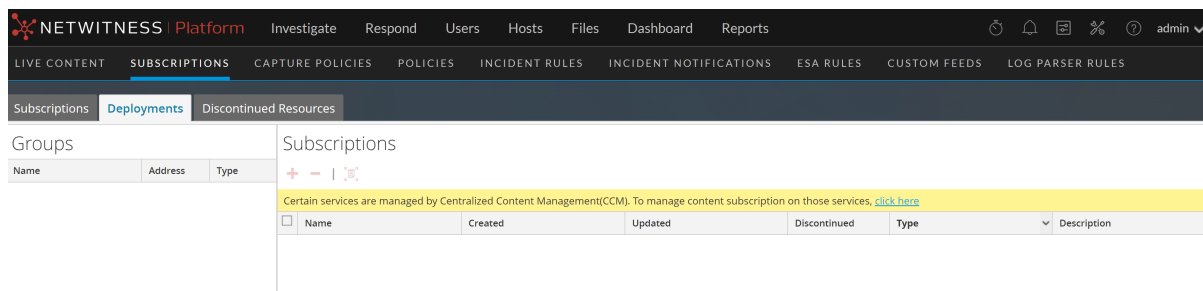 NETWITNESS | Platform Investigate Respond Users Hosts Files Dashboard Reports admin
LIVE CONTENT SUBSCRIPTIONS CAPTURE POLICIES POLICIES INCIDENT RULES INCIDENT NOTIFICATIONS ESA RULES CUSTOM FEEDS LOG PARSER RULES
Subscriptions Deployments Discontinued Resources
Groups
Name Address Type
Subscriptions
Certain services are managed by Centralized Content Management(CCM). To manage content subscription on those services, click here
Name Created Updated Discontinued Type Description